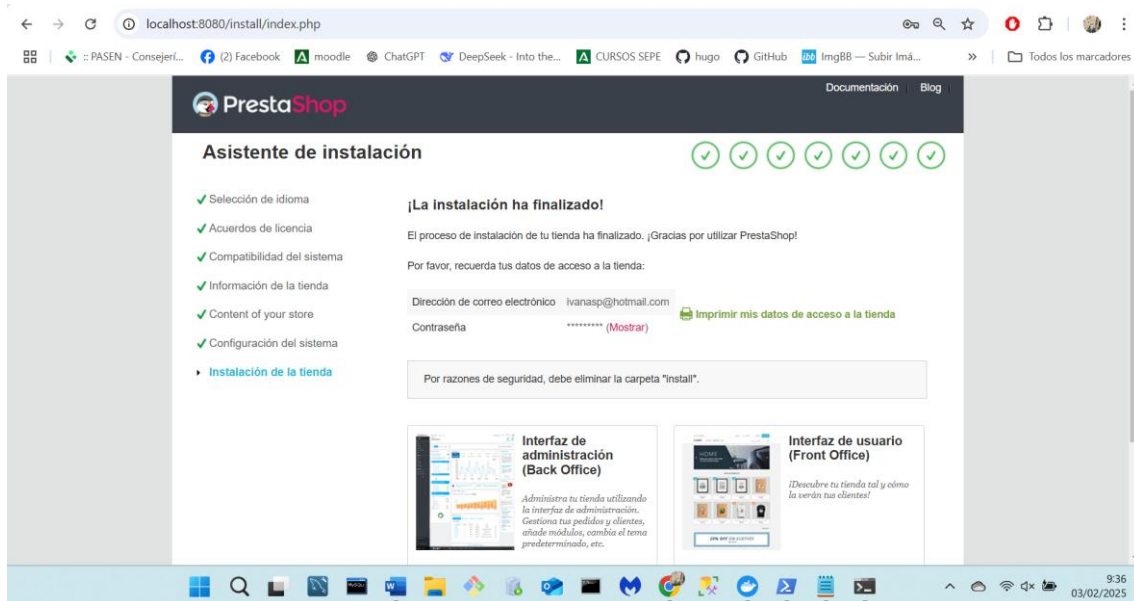 localhost:8080/install/index.php
:: PASEN - Consejerí...
(2) Facebook
moodle
ChatGPT
DeepSeek - Into the...
CURSOS SEPE
hugo
GitHub
ImgBB — Subir Imá...
»
Todos los marcadores
PrestaShop
Documentación
Blog
Asistente de instalación
Selección de idioma
Acuerdos de licencia
Compatibilidad del sistema
Información de la tienda
Content of your store
Configuración del sistema
Instalación de la tienda
¡La instalación ha finalizado!
El proceso de instalación de tu tienda ha finalizado. ¡Gracias por utilizar PrestaShop!
Por favor, recuerda tus datos de acceso a la tienda:
Dirección de correo electrónico ivanasp@hotmail.com
Contraseña ********* (Mostrar)
Imprimir mis datos de acceso a la tienda
Por razones de seguridad, debe eliminar la carpeta "install".
Interfaz de
administración
(Back Office)
Administra tu tienda utilizando
la interfaz de administración.
Gestiona tus pedidos y clientes,
añade módulos, cambia el tema
predeterminado, etc.
HOME
Interfaz de usuario
(Front Office)
¡Descubre tu tienda tal y cómo
la verán tus clientes!
9:36
03/02/2025